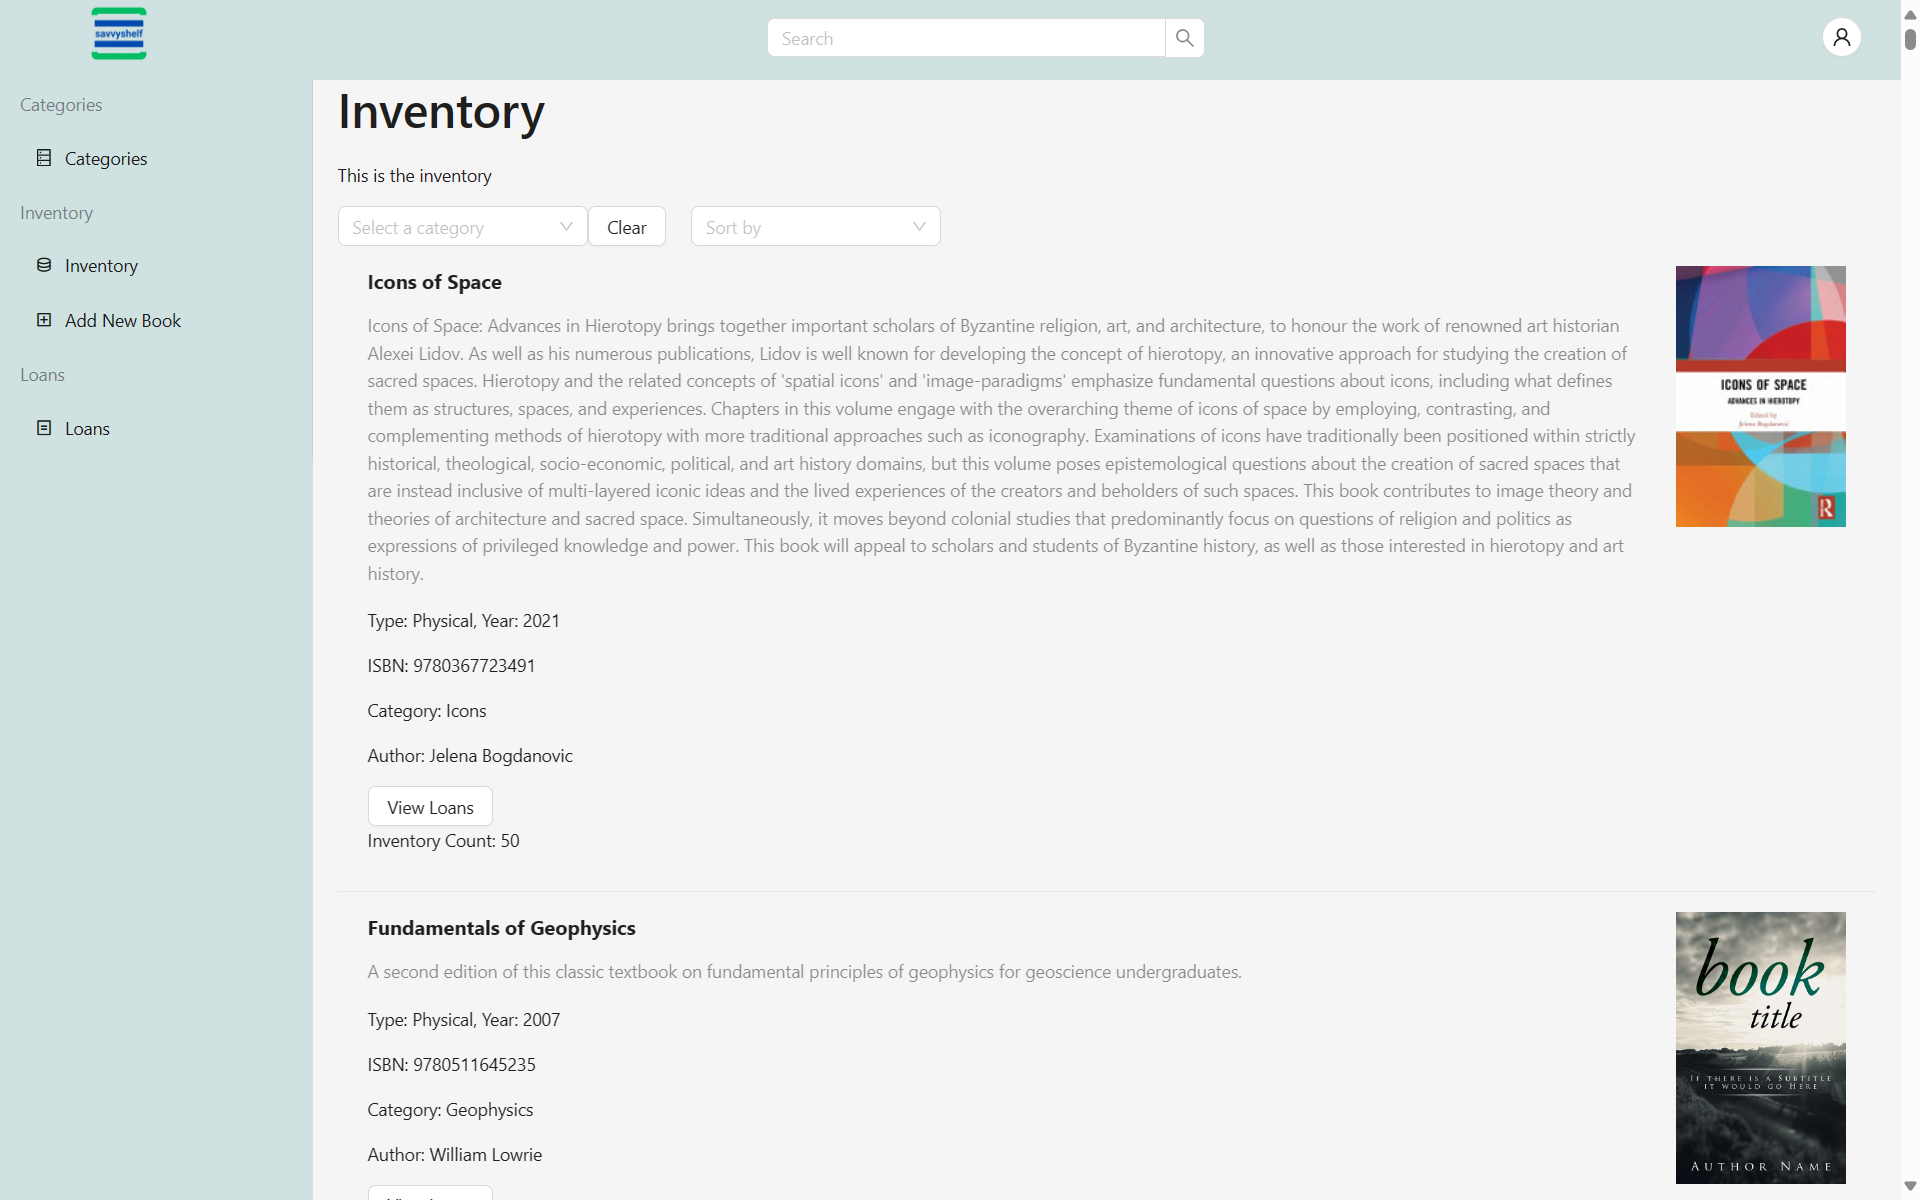 savvyshelf
Search
Categories
Categories
Inventory
Inventory
Add New Book
Loans
Loans
Inventory
This is the inventory
Select a category
Clear
Sort by
Icons of Space
Icons of Space: Advances in Hierotopy brings together important scholars of Byzantine religion, art, and architecture, to honour the work of renowned art historian
Alexei Lidov. As well as his numerous publications, Lidov is well known for developing the concept of hierotopy, an innovative approach for studying the creation of
sacred spaces. Hierotopy and the related concepts of 'spatial icons' and 'image-paradigms' emphasize fundamental questions about icons, including what defines
them as structures, spaces, and experiences. Chapters in this volume engage with the overarching theme of icons of space by employing, contrasting, and
complementing methods of hierotopy with more traditional approaches such as iconography. Examinations of icons have traditionally been positioned within strictly
historical, theological, socio-economic, political, and art history domains, but this volume poses epistemological questions about the creation of sacred spaces that
are instead inclusive of multi-layered iconic ideas and the lived experiences of the creators and beholders of such spaces. This book contributes to image theory and
theories of architecture and sacred space. Simultaneously, it moves beyond colonial studies that predominantly focus on questions of religion and politics as
expressions of privileged knowledge and power. This book will appeal to scholars and students of Byzantine history, as well as those interested in hierotopy and art
history.
Type: Physical, Year: 2021
ISBN: 9780367723491
Category: Icons
Author: Jelena Bogdanovic
View Loans
Inventory Count: 50
ICONS OF SPACE
ADVANCES IN HIEROTOPY
Edited by
Jelena Bogdanović
R
Fundamentals of Geophysics
A second edition of this classic textbook on fundamental principles of geophysics for geoscience undergraduates.
Type: Physical, Year: 2007
ISBN: 9780511645235
Category: Geophysics
Author: William Lowrie
book
title
IF THERE IS A SUBTITLE
IT WOULD GO HERE
AUTHOR NAME